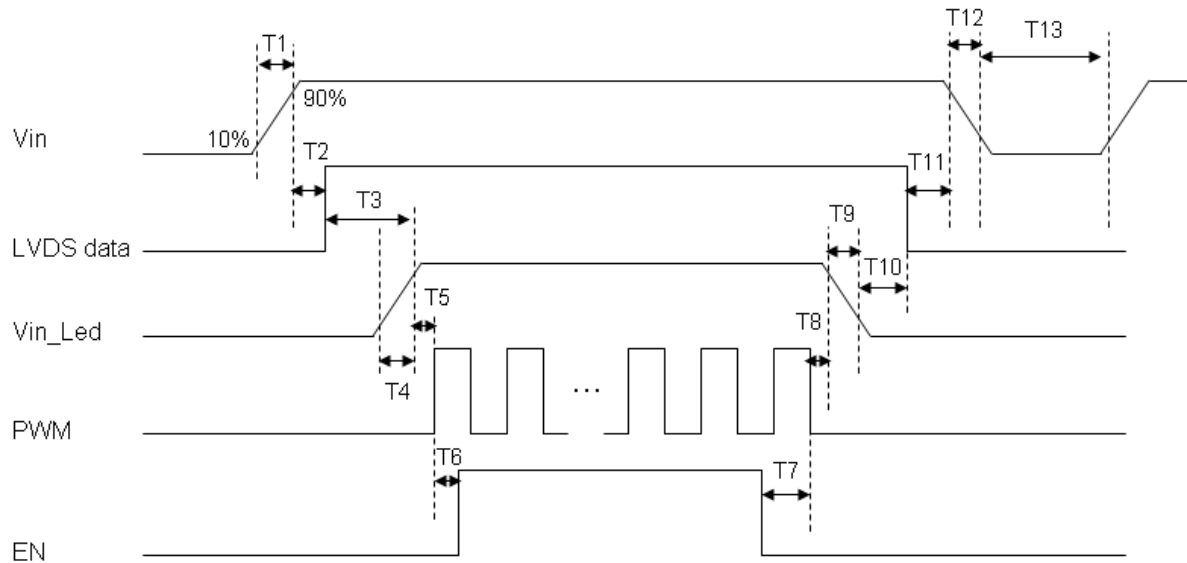 T1
T12
T13
90%
10%
Vin
T2
T11
T3
T9
LVDS data
T10
T5
Vin_Led
T8
T4
...
PWM
T6
T7
EN